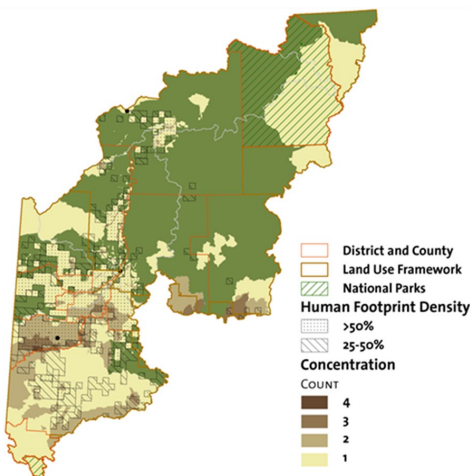 District and County
Land Use Framework
National Parks
Human Footprint Density
>50%
25-50%
Concentration
COUNT
4
3
2
1